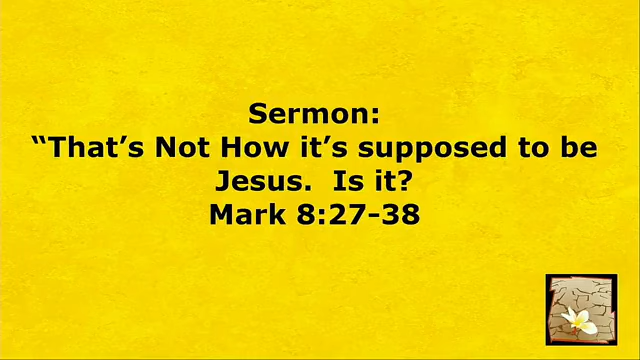 Sermon:
“That’s Not How it’s supposed to be
Jesus.  Is it?
Mark 8:27-38